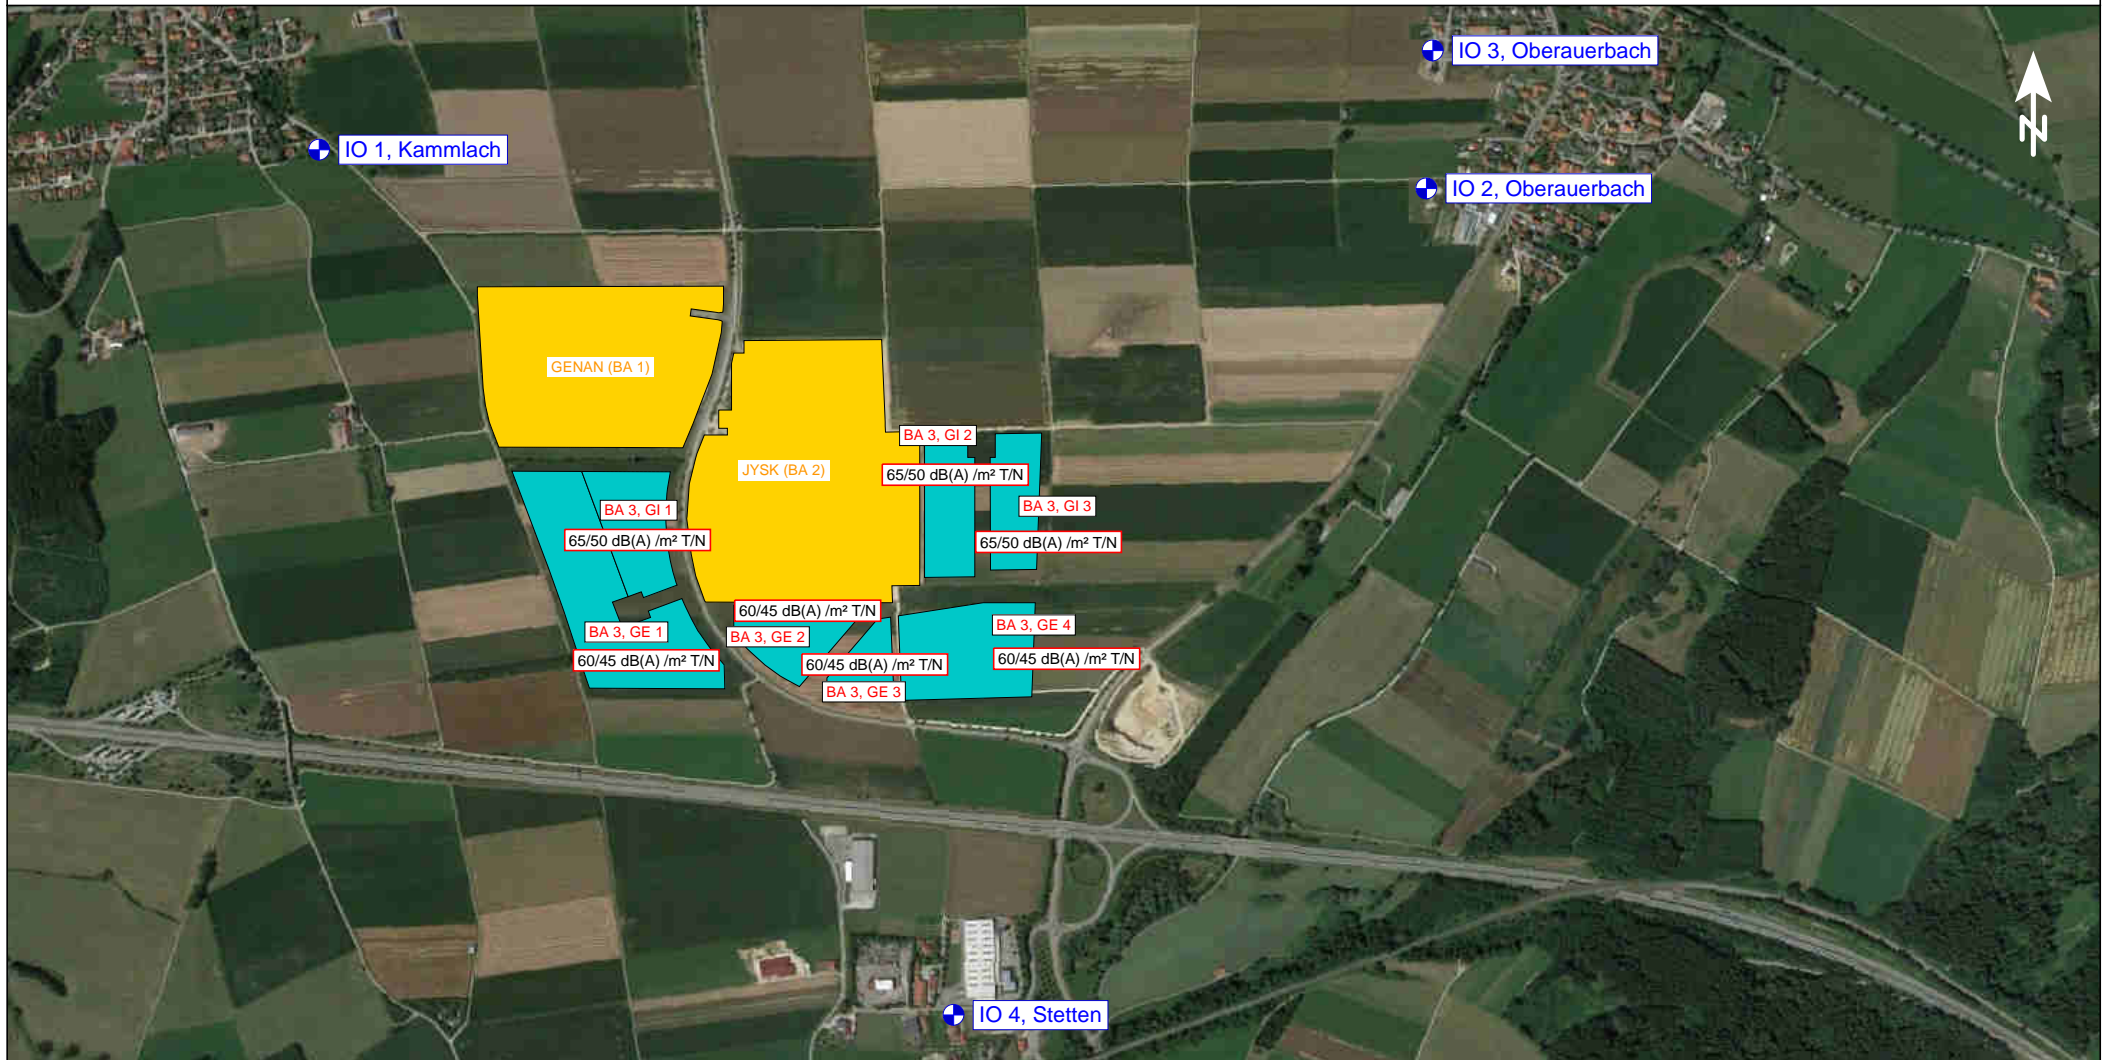 IO 3, Oberauerbach
N
IO 1, Kammlach
IO 2, Oberauerbach
GENAN (BA 1)
BA 3, GI 2
JYSK (BA 2)
65/50 dB(A) /m² T/N
BA 3, GI 1
BA 3, GI 3
65/50 dB(A) /m² T/N
65/50 dB(A) /m² T/N
60/45 dB(A) /m² T/N
BA 3, GE 1
BA 3, GE 2
BA 3, GE 4
60/45 dB(A) /m² T/N
60/45 dB(A) /m² T/N
60/45 dB(A) /m² T/N
BA 3, GE 3
IO 4, Stetten